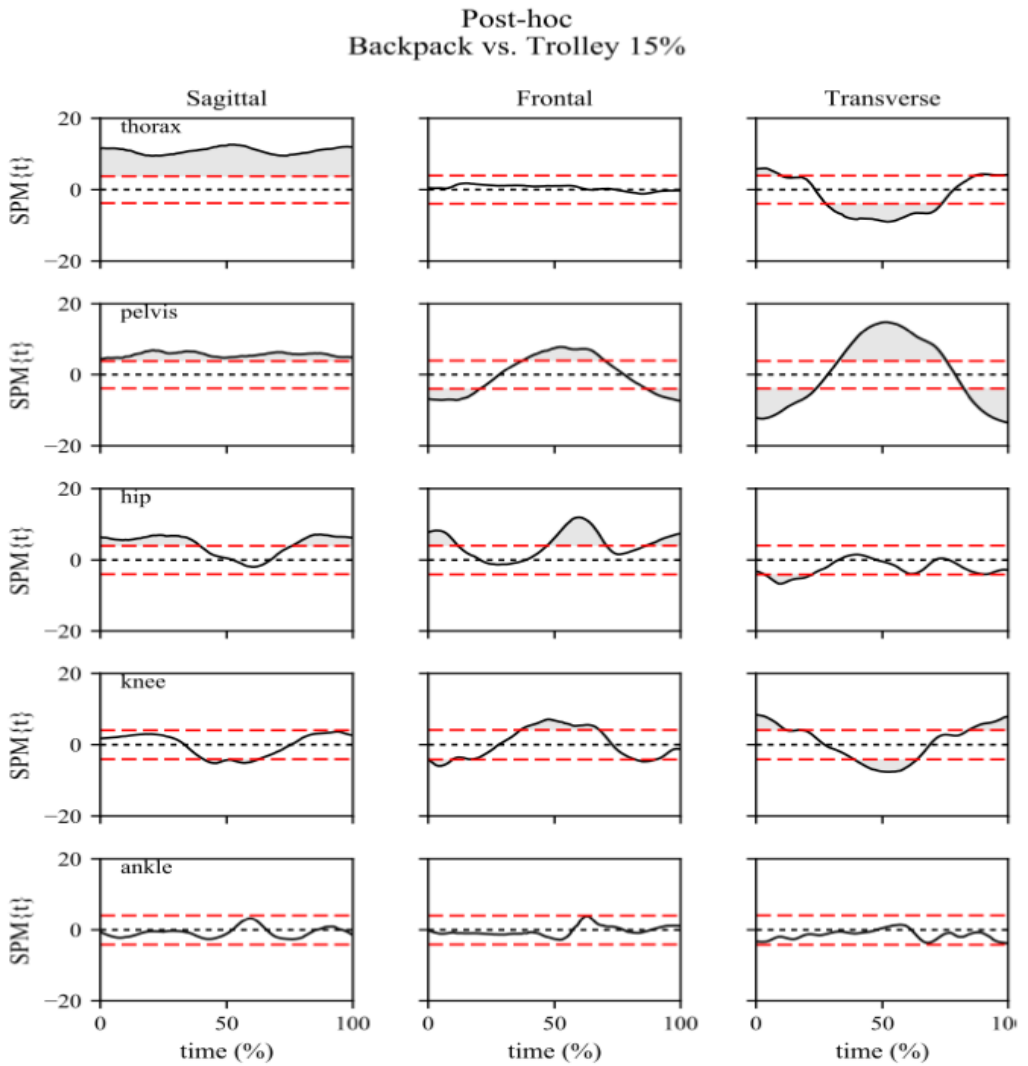 Post-hoc
Backpack vs. Trolley 15%
Sagittal Frontal Transverse
20
thorax
SPM{t}
0
−20
20
pelvis
SPM{t}
0
−20
20
hip
SPM{t}
0
−20
20
knee
SPM{t}
0
−20
20
ankle
SPM{t}
0
−20
0 50 100 0 50 100 0 50 10
time (%) time (%) time (%)